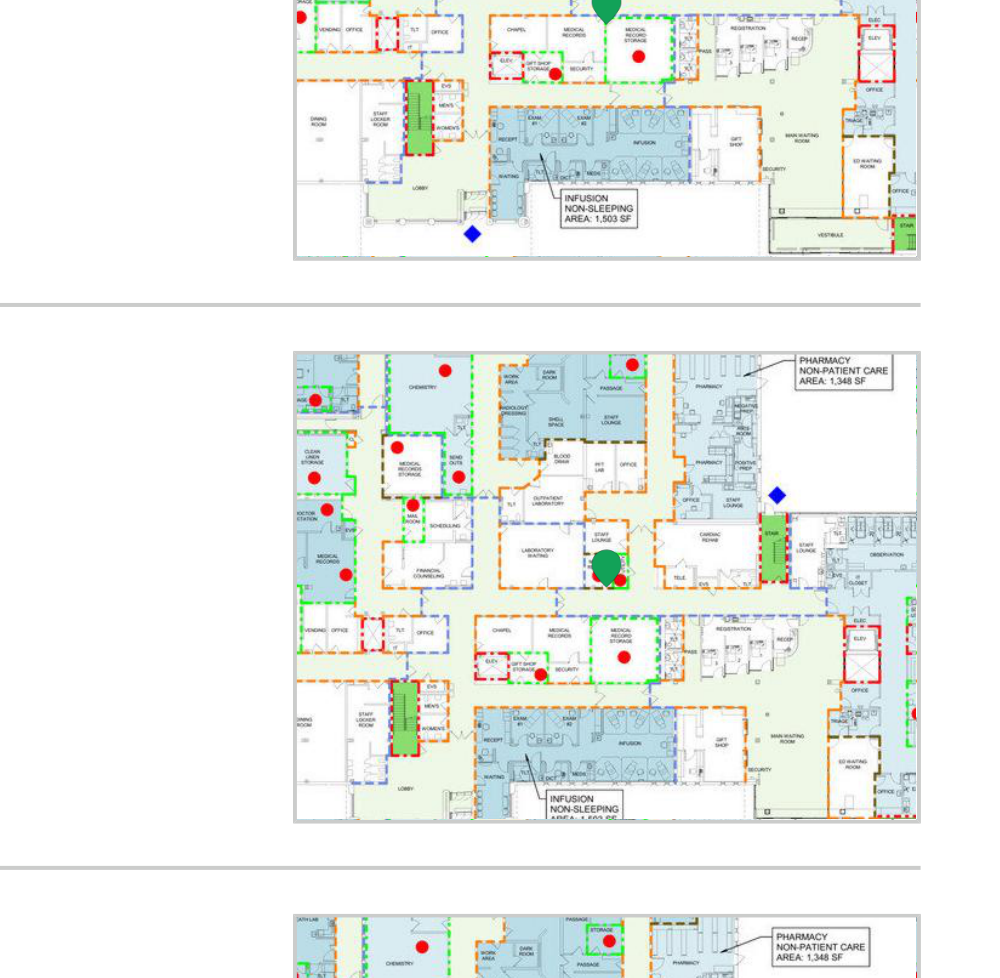 VENDING
OFFICE
TLT
OFFICE
CHAPEL
MEDICAL
RECORDS
MEDICAL
RECORD
STORAGE
REGISTRATION
RECEP
ELEC
ELEV
ELEV
GIFT SHOP
STORAGE
SECURITY
PASS
OFFICE
EVS
MEN'S
WOMEN'S
DINING
ROOM
STAFF
LOCKER
ROOM
LOBBY
RECEPT
EXAM
#1
EXAM
#2
INFUSION
WAITING
TLT
DICT
MEDS
GIFT
SHOP
MAIN WAITING
ROOM
TRIAGE
ED WAITING
ROOM
SECURITY
OFFICE
STAIR
VESTIBULE
INFUSION
NON-SLEEPING
AREA: 1,503 SF
PHARMACY
NON-PATIENT CARE
AREA: 1,348 SF
CHEMISTRY
WORK
AREA
DARK
ROOM
PASSAGE
PHARMACY
RADIOLOGY
DRESSING
SHELL
SPACE
STAFF
LOUNGE
TLT
CLEAN
LINEN
STORAGE
MEDICAL
RECORDS
STORAGE
SEND
OUTS
BLOOD
DRAW
PFT
LAB
OFFICE
PHARMACY
POSITIVE
PREP
OFFICE
STAFF
LOUNGE
OUTPATIENT
LABORATORY
TLT
MAIL
ROOM
SCHEDULING
MEDICAL
RECORDS
FINANCIAL
COUNSELING
LABORATORY
WAITING
STAFF
LOUNGE
CARDIAC
REHAB
STAIR
STAFF
LOUNGE
OBSERVATION
TELE.
EVS
TLT
CLOSET
VENDING
OFFICE
TLT
OFFICE
CHAPEL
MEDICAL
RECORDS
MEDICAL
RECORD
STORAGE
REGISTRATION
RECEP
ELEC
ELEV
ELEV
GIFT SHOP
STORAGE
SECURITY
PASS
OFFICE
EVS
MEN'S
WOMEN'S
STAFF
LOCKER
ROOM
LOBBY
RECEPT
EXAM
#1
EXAM
#2
INFUSION
WAITING
TLT
DICT
MEDS
GIFT
SHOP
MAIN WAITING
ROOM
TRIAGE
ED WAITING
ROOM
SECURITY
OFFICE
INFUSION
NON-SLEEPING
AREA: 1,503 SF
PASSAGE
STORAGE
PHARMACY
NON-PATIENT CARE
AREA: 1,348 SF
CHEMISTRY
WORK
AREA
DARK
ROOM
PASSAGE
PHARMACY